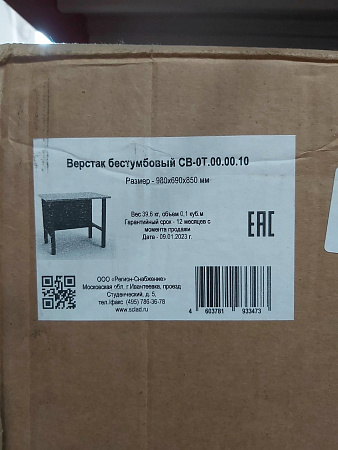 Верстак бестумбовый СВ-0Т.00.00.10
Размер - 980х690х850 мм
Вес 39,6 кг, объем 0,1 куб.м
Гарантийный срок - 12 месяцев с
момента продажи
Дата - 09.01.2023 г.
EAC
ООО «Регион-Снабжение»
Московская обл, г.Ивантеевка, проезд
Студенческий, д. 5,
тел./факс (495) 786-36-78
www.sclad.ru
4 603781 933473